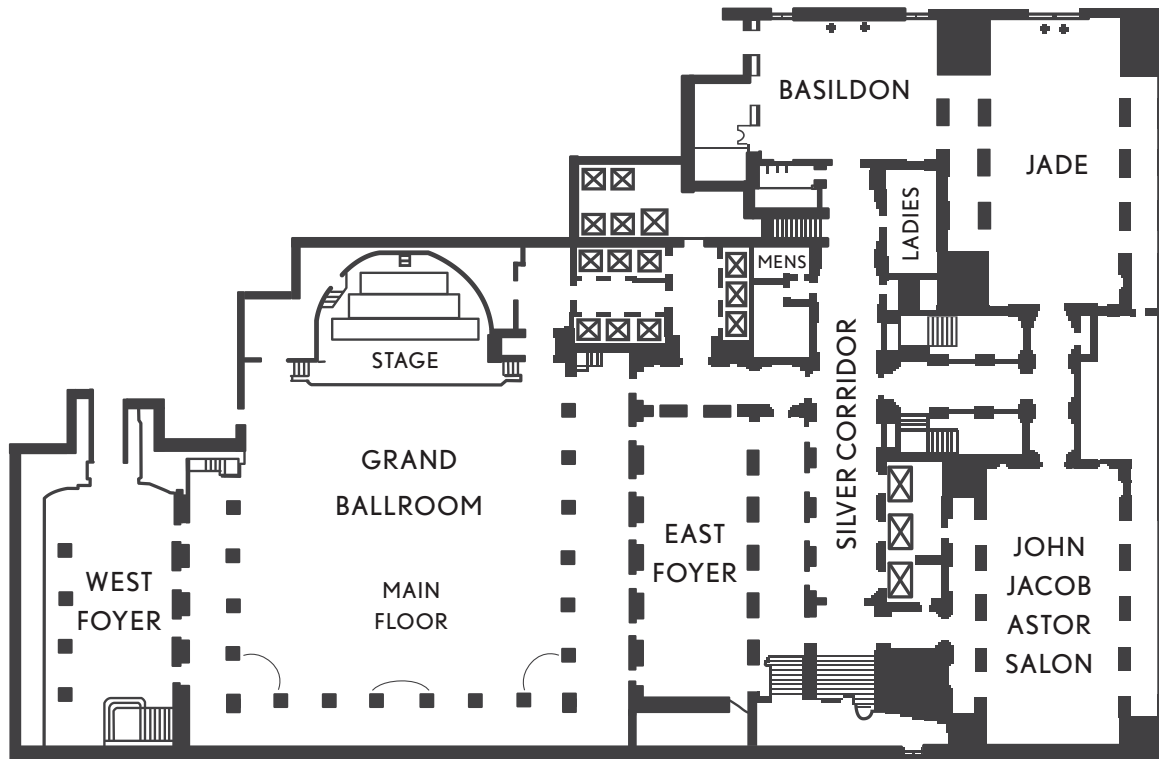 BASILDON
JADE
LADIES
MENS
STAGE
SILVER CORRIDOR
GRAND
BALLROOM
MAIN
FLOOR
EAST
FOYER
WEST
FOYER
JOHN
JACOB
ASTOR
SALON